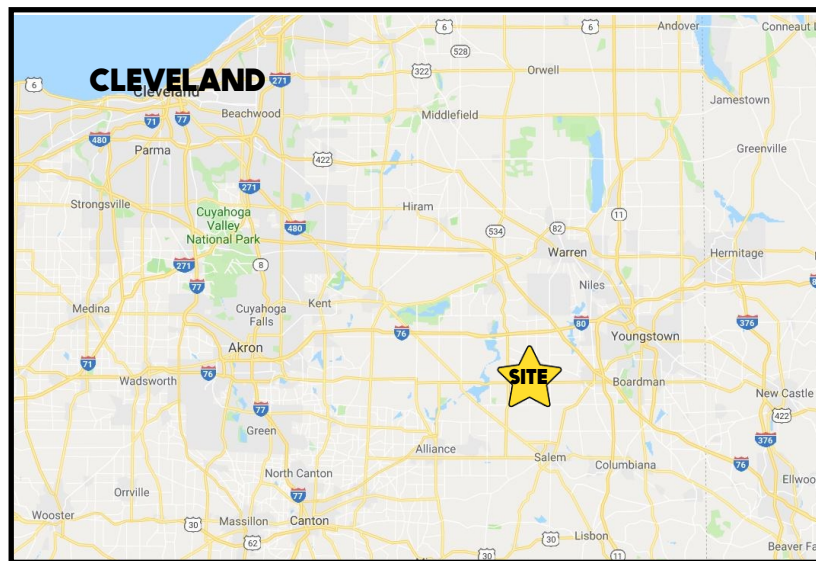 6
Andover
Conneaut L
528
322
Orwell
CLEVELAND
Cleveland
271
6
Jamestown
Beachwood
Middlefield
71
77
480
Parma
Greenville
422
271
Strongsville
Cuyahoga
Valley
National Park
Hiram
11
480
534
82
Warren
Hermitage
271
8
77
Niles
Medina
Cuyahoga
Falls
Kent
80
376
76
Youngstown
Akron
71
SITE
Wadsworth
76
Boardman
New Castle
77
422
Green
376
Alliance
Salem
Columbiana
76
North Canton
Ellwoo
Orrville
77
Wooster
Massillon
Canton
30
30
Lisbon
62
30
11
Beaver Fa